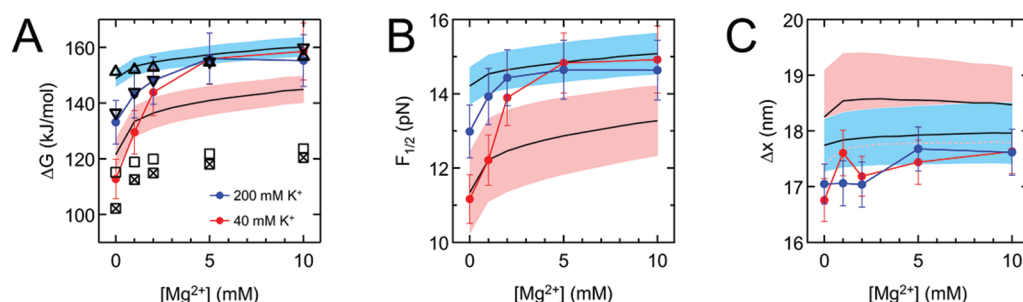 A
ΔG (kJ/mol)
160
140
120
100
0
5
10
[Mg²⁺] (mM)
200 mM K⁺
40 mM K⁺
B
F₁/₂ (pN)
16
14
12
10
0
5
10
[Mg²⁺] (mM)
C
Δx (nm)
20
19
18
17
16
0
5
10
[Mg²⁺] (mM)